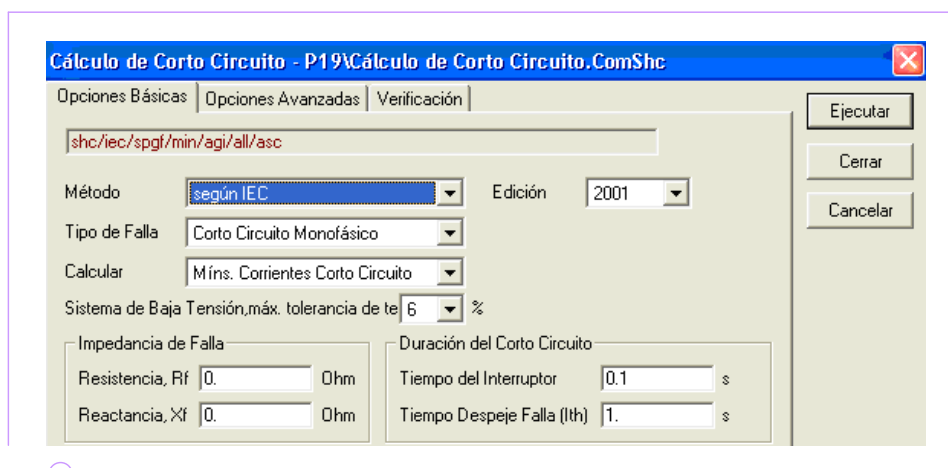 Cálculo de Corto Circuito - P19\Cálculo de Corto Circuito.ComShc
Opciones Básicas Opciones Avanzadas Verificación
Ejecutar
shc/iec/spgf/min/agi/all/asc
Cerrar
Método según IEC Edición 2001
Cancelar
Tipo de Falla Corto Circuito Monofásico
Calcular Míns. Corrientes Corto Circuito
Sistema de Baja Tensión,máx. tolerancia de te 6 %
Impedancia de Falla Duración del Corto Circuito
Resistencia, Rf 0. Ohm Tiempo del Interruptor 0.1 s
Reactancia, Xf 0. Ohm Tiempo Despeje Falla (Ith) 1. s